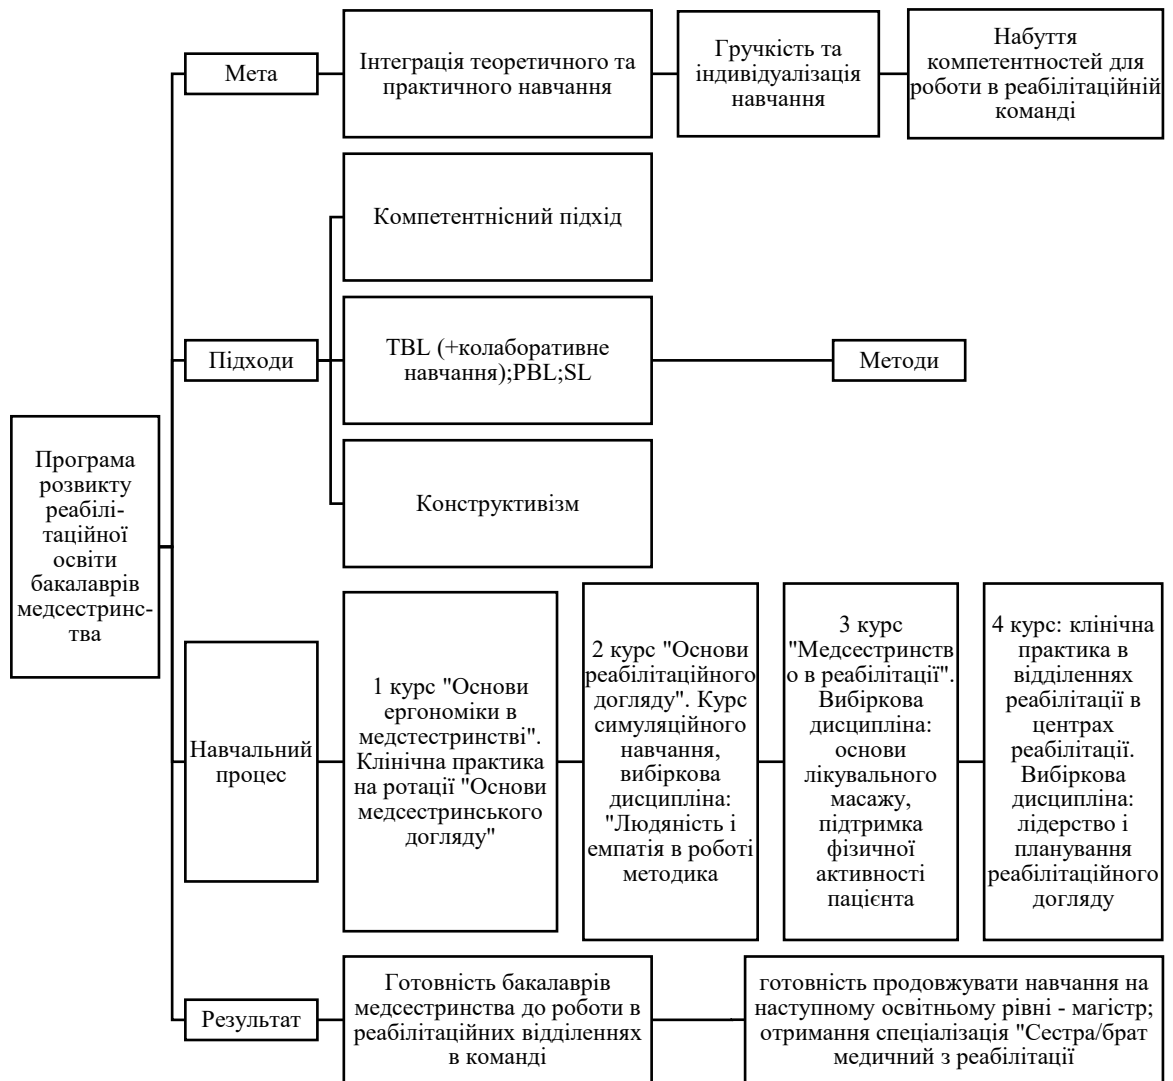 Мета
Інтеграція теоретичного та
практичного навчання
Гручкість та
індивідуалізація
навчання
Набуття
компетентностей для
роботи в реабілітаційній
команді
Компетентнісний підхід
Підходи
TBL (+колаборативне
навчання);PBL;SL
Методи
Конструктивізм
Програма
розвикту
реабілі-
таційної
освіти
бакалаврів
медсестринс-
тва
Навчальний
процес
1 курс "Основи
ергономіки в
медстестринстві".
Клінічна практика
на ротації "Основи
медсестринського
догляду"
2 курс "Основи
реабілітаційного
догляду". Курс
симуляційного
навчання,
вибіркова
дисципліна:
"Людяність і
емпатія в роботі
методика
3 курс
"Медсестринств
о в реабілітації".
Вибіркова
дисципліна:
основи
лікувального
масажу,
підтримка
фізичної
активності
пацієнта
4 курс: клінічна
практика в
відділеннях
реабілітації в
центрах
реабілітації.
Вибіркова
дисципліна:
лідерство і
планування
реабілітаційного
догляду
Результат
Готовність бакалаврів
медсестринства до роботи в
реабілітаційних відділеннях
в команді
готовність продовжувати навчання на
наступному освітньому рівні - магістр;
отримання спеціалізація "Сестра/брат
медичний з реабілітації